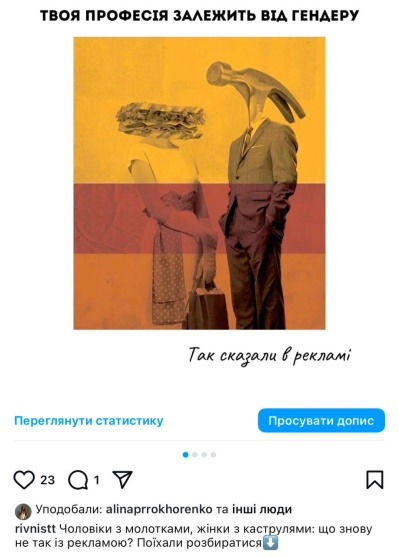 ТВОЯ ПРОФЕСІЯ ЗАЛЕЖИТЬ ВІД ГЕНДЕРУ
Так сказали в рекламі
Переглянути статистику
Просувати допис
23
1
Уподобали: alinaprrokhorenko та інші люди
rivnistt Чоловіки з молотками, жінки з каструлями: що знову
не так із рекламою? Поїхали розбиратися⬇️